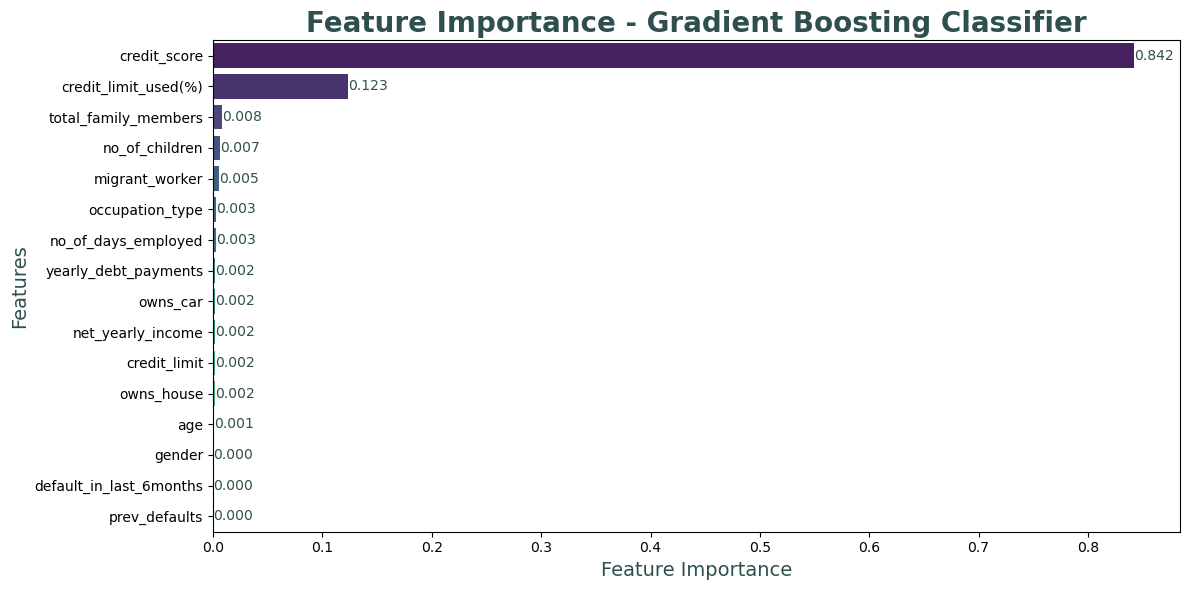 Feature Importance - Gradient Boosting Classifier
credit_score 0.842
credit_limit_used(%) 0.123
total_family_members 0.008
no_of_children 0.007
migrant_worker 0.005
occupation_type 0.003
no_of_days_employed 0.003
yearly_debt_payments 0.002
owns_car 0.002
net_yearly_income 0.002
credit_limit 0.002
owns_house 0.002
age 0.001
gender 0.000
default_in_last_6months 0.000
prev_defaults 0.000
Features
0.0 0.1 0.2 0.3 0.4 0.5 0.6 0.7 0.8
Feature Importance